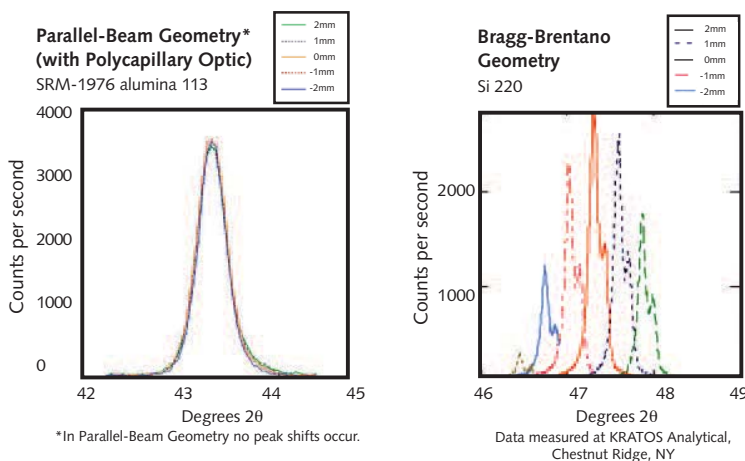 Parallel-Beam Geometry*
(with Polycapillary Optic)
SRM-1976 alumina 113
2mm
1mm
0mm
-1mm
-2mm
Counts per second
4000
3000
2000
1000
0
42 43 44 45
Degrees 2θ
*In Parallel-Beam Geometry no peak shifts occur.
Bragg-Brentano
Geometry
Si 220
2mm
1mm
0mm
-1mm
-2mm
Counts per second
2000
1000
46 47 48 49
Degrees 2θ
Data measured at KRATOS Analytical,
Chestnut Ridge, NY